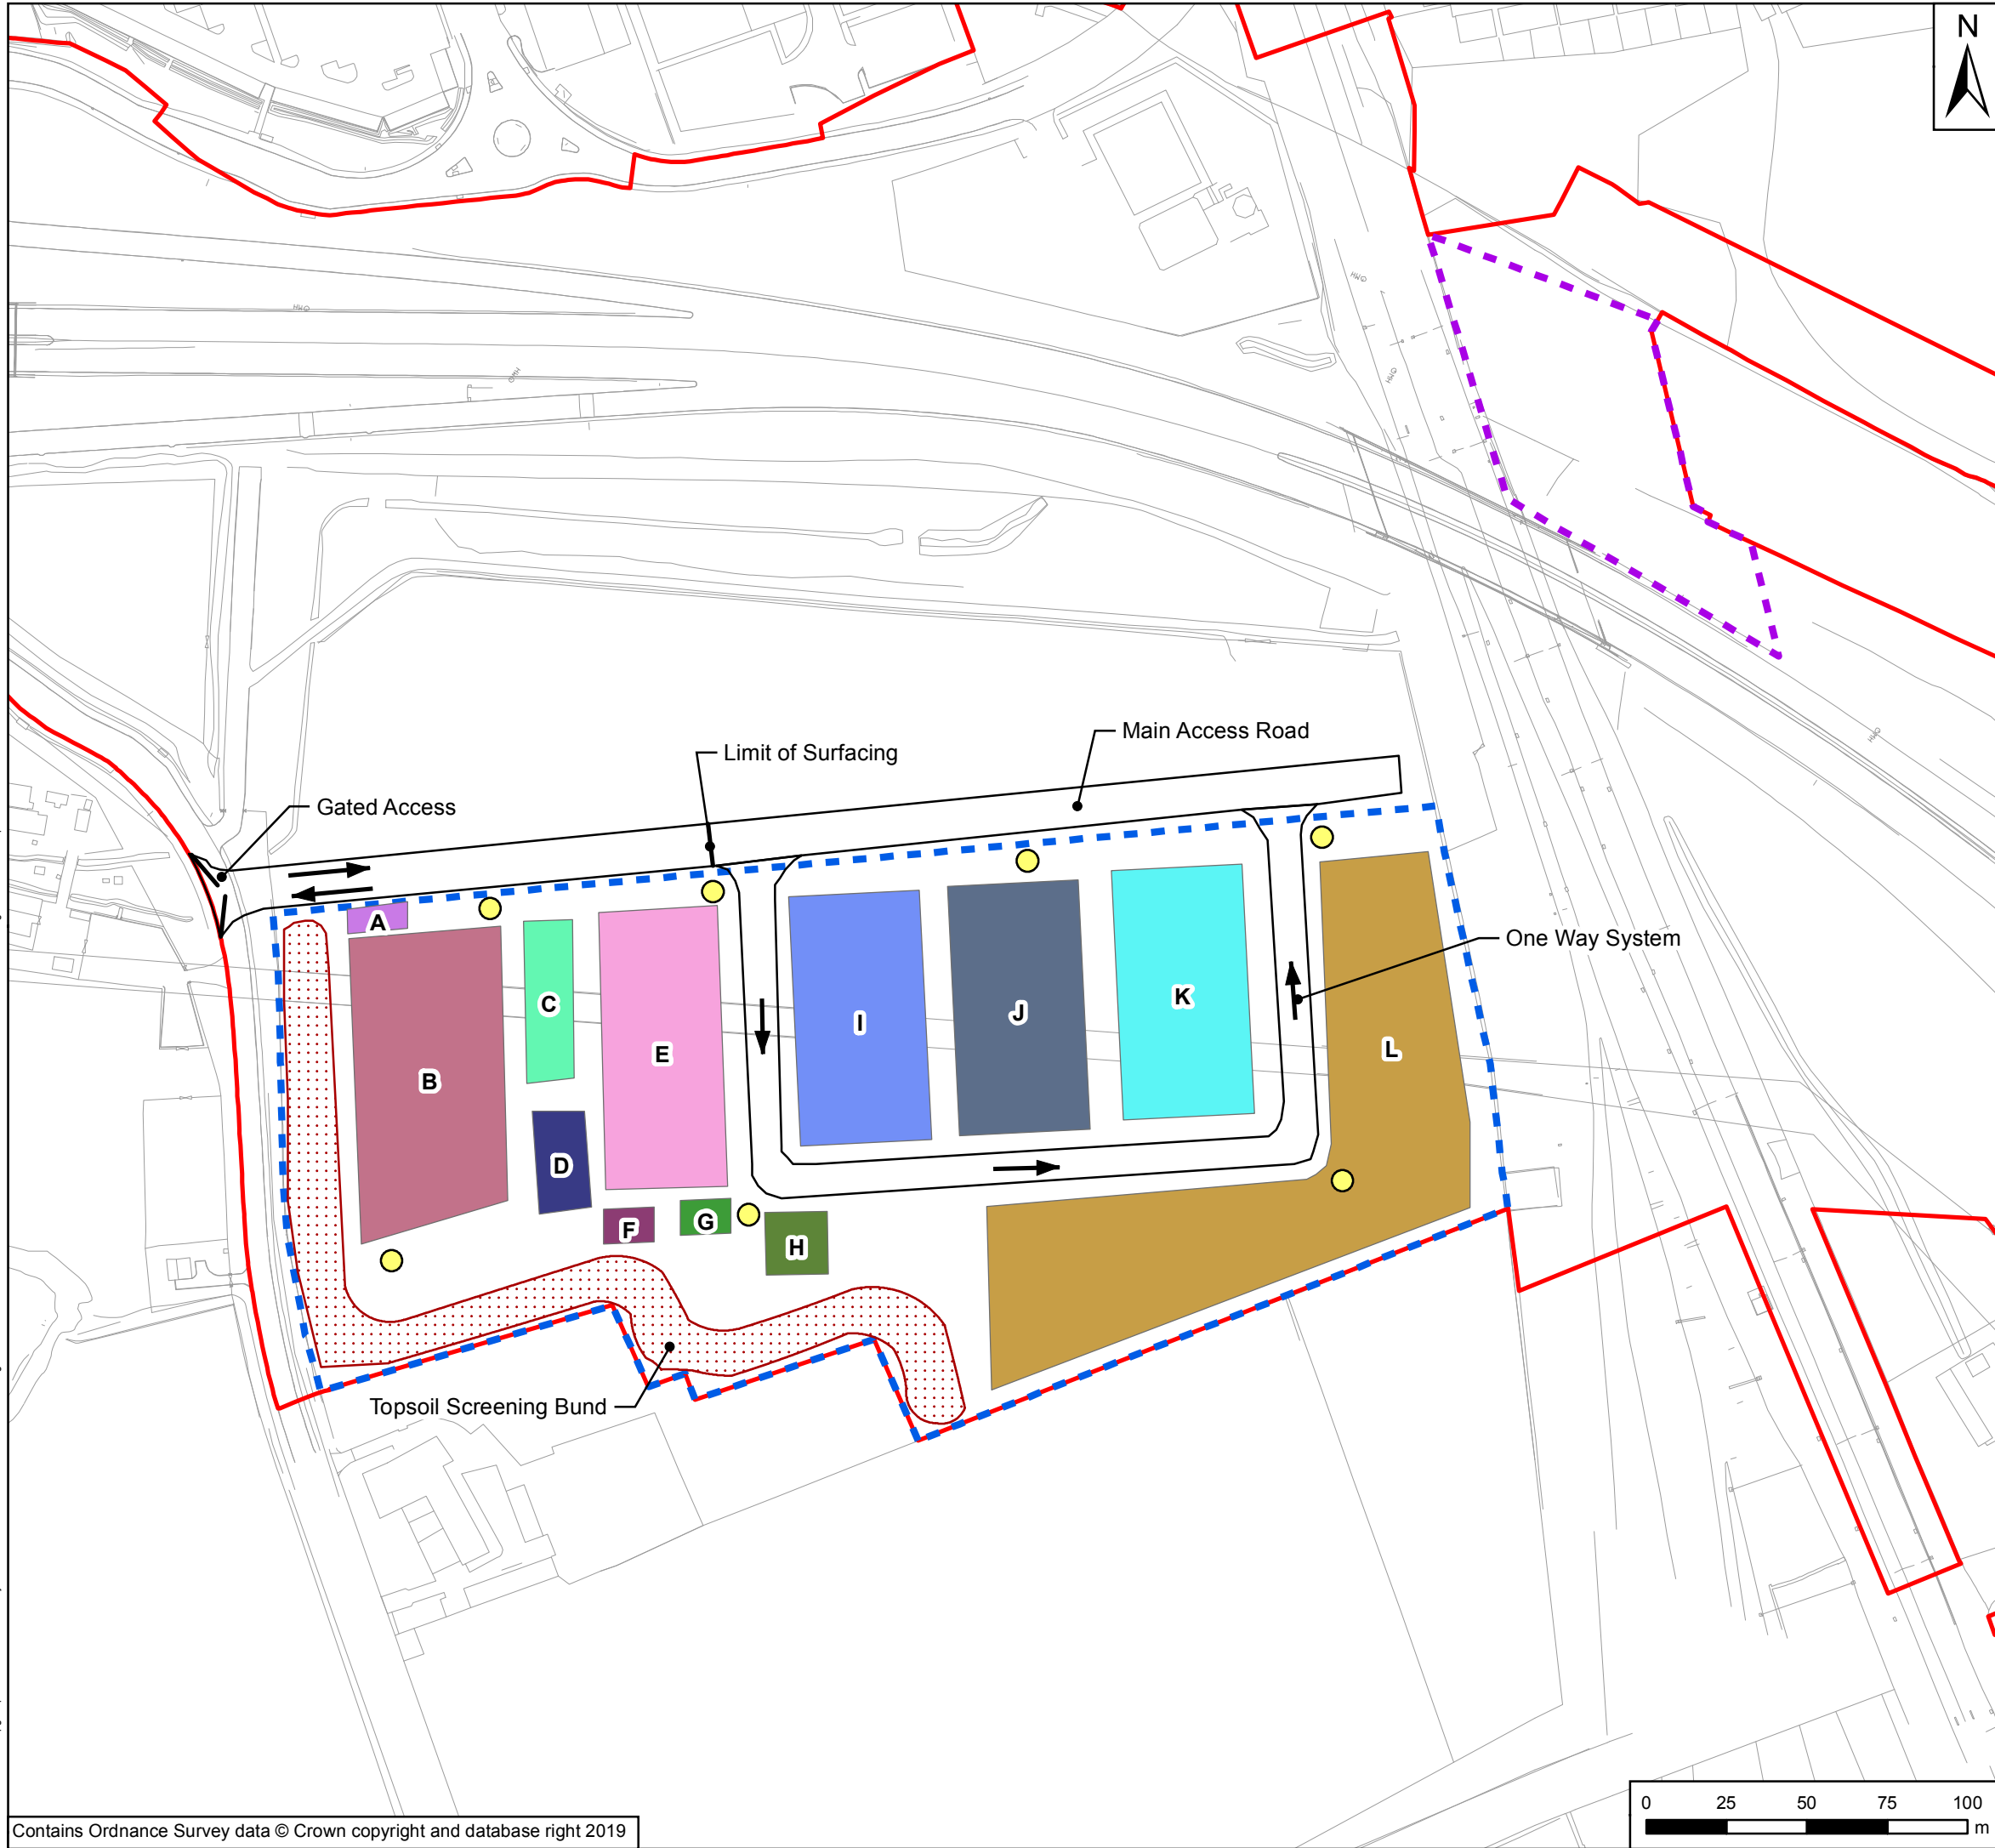 N
Main Access Road
Limit of Surfacing
Gated Access
One Way System
A
B
C
D
E
F
G
H
I
J
K
L
Topsoil Screening Bund
0 25 50 75 100
m
Contains Ordnance Survey data © Crown copyright and database right 2019